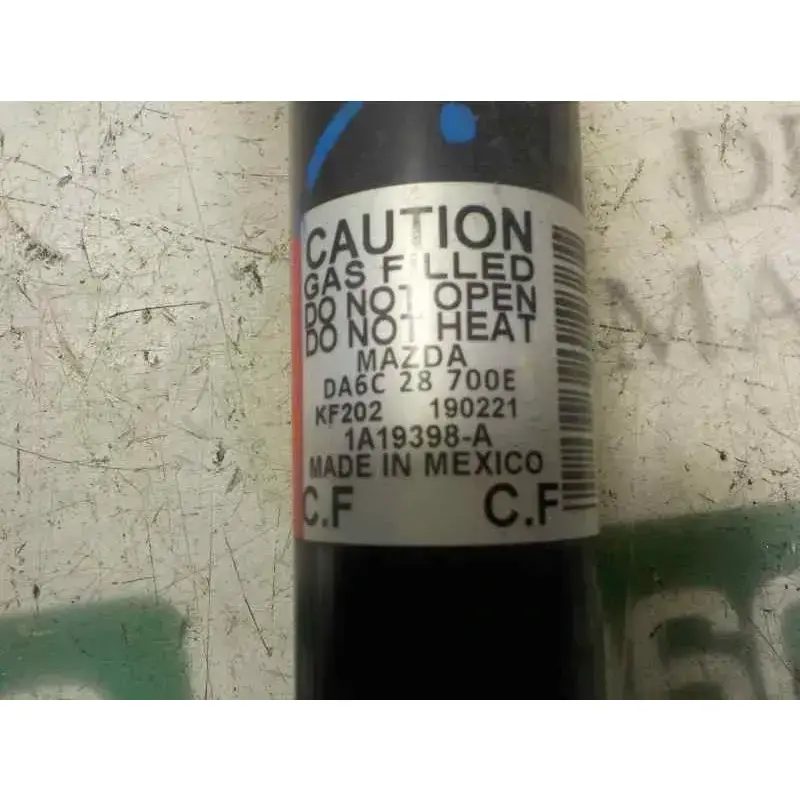 CAUTION
GAS FILLED
DO NOT OPEN
DO NOT HEAT
MAZDA
DA6C 28 700E
KF202 190221
1A19398-A
MADE IN MEXICO
C.F C.F